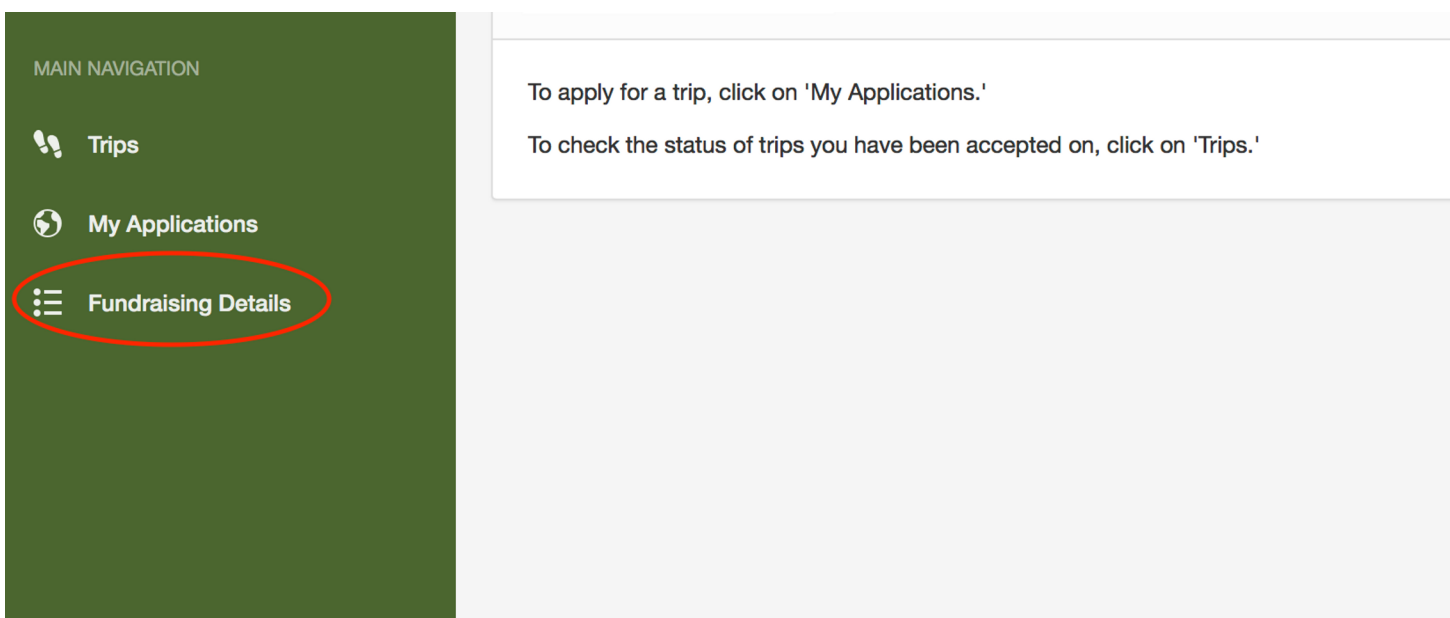 MAIN NAVIGATION
Trips
My Applications
Fundraising Details
To apply for a trip, click on 'My Applications.'
To check the status of trips you have been accepted on, click on 'Trips.'